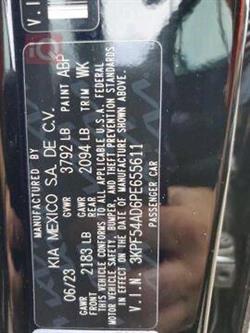 MANUFACTURED BY
KIA MEXICO S.A. DE C.V.
06/23 GVWR 3792 LB PAINT ABP
GAWR FRONT 2183 LB GAWR REAR 2094 LB TRIM WK
THIS VEHICLE CONFORMS TO ALL APPLICABLE U.S.A. FEDERAL
MOTOR VEHICLE SAFETY, BUMPER, AND THEFT PREVENTION STANDARDS
IN EFFECT ON THE DATE OF MANUFACTURE SHOWN ABOVE.
V.I.N. 3KPF54AD6PE655611
PASSENGER CAR
V.I.